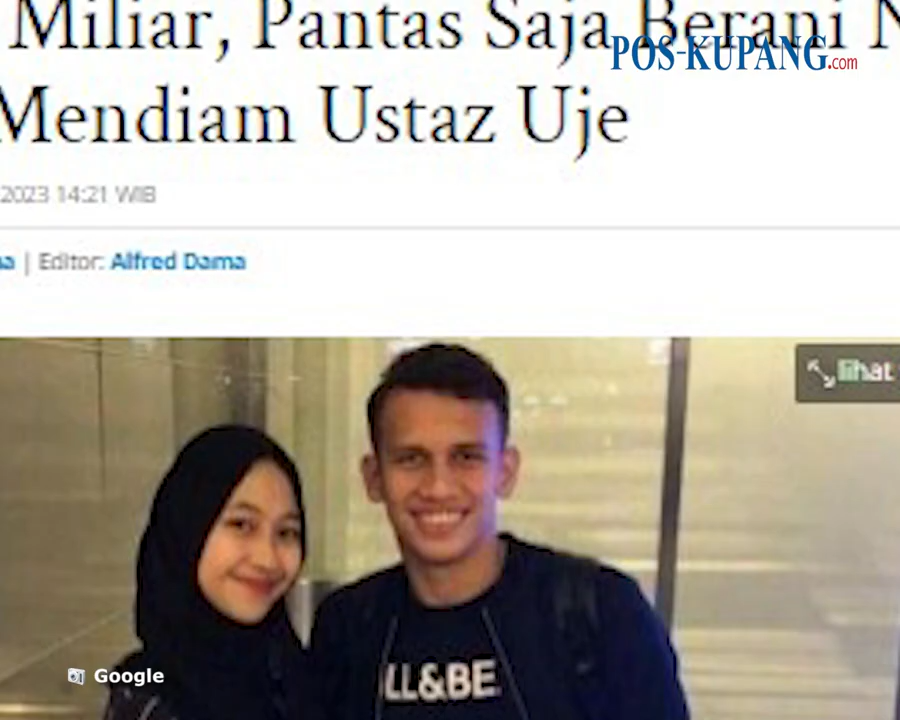 Miliar, Pantas Saja Berani N
POS-KUPANG.com
Mendiam Ustaz Uje
2023 14:21 WIB
na | Editor: Alfred Dama
lihat
LL&BE
Google